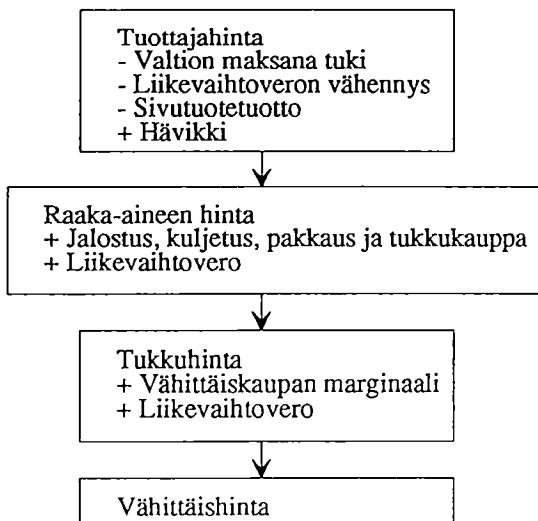 Tuottajahinta
- Valtion maksana tuki
- Liikevaihtoveron vähennys
- Sivutuotetuotto
+ Hävikki
Raaka-aineen hinta
+ Jalostus, kuljetus, pakkaus ja tukkukauppa
+ Liikevaihtovero
Tukkuhinta
+ Vähittäiskaupan marginaali
+ Liikevaihtovero
Vähittäishinta